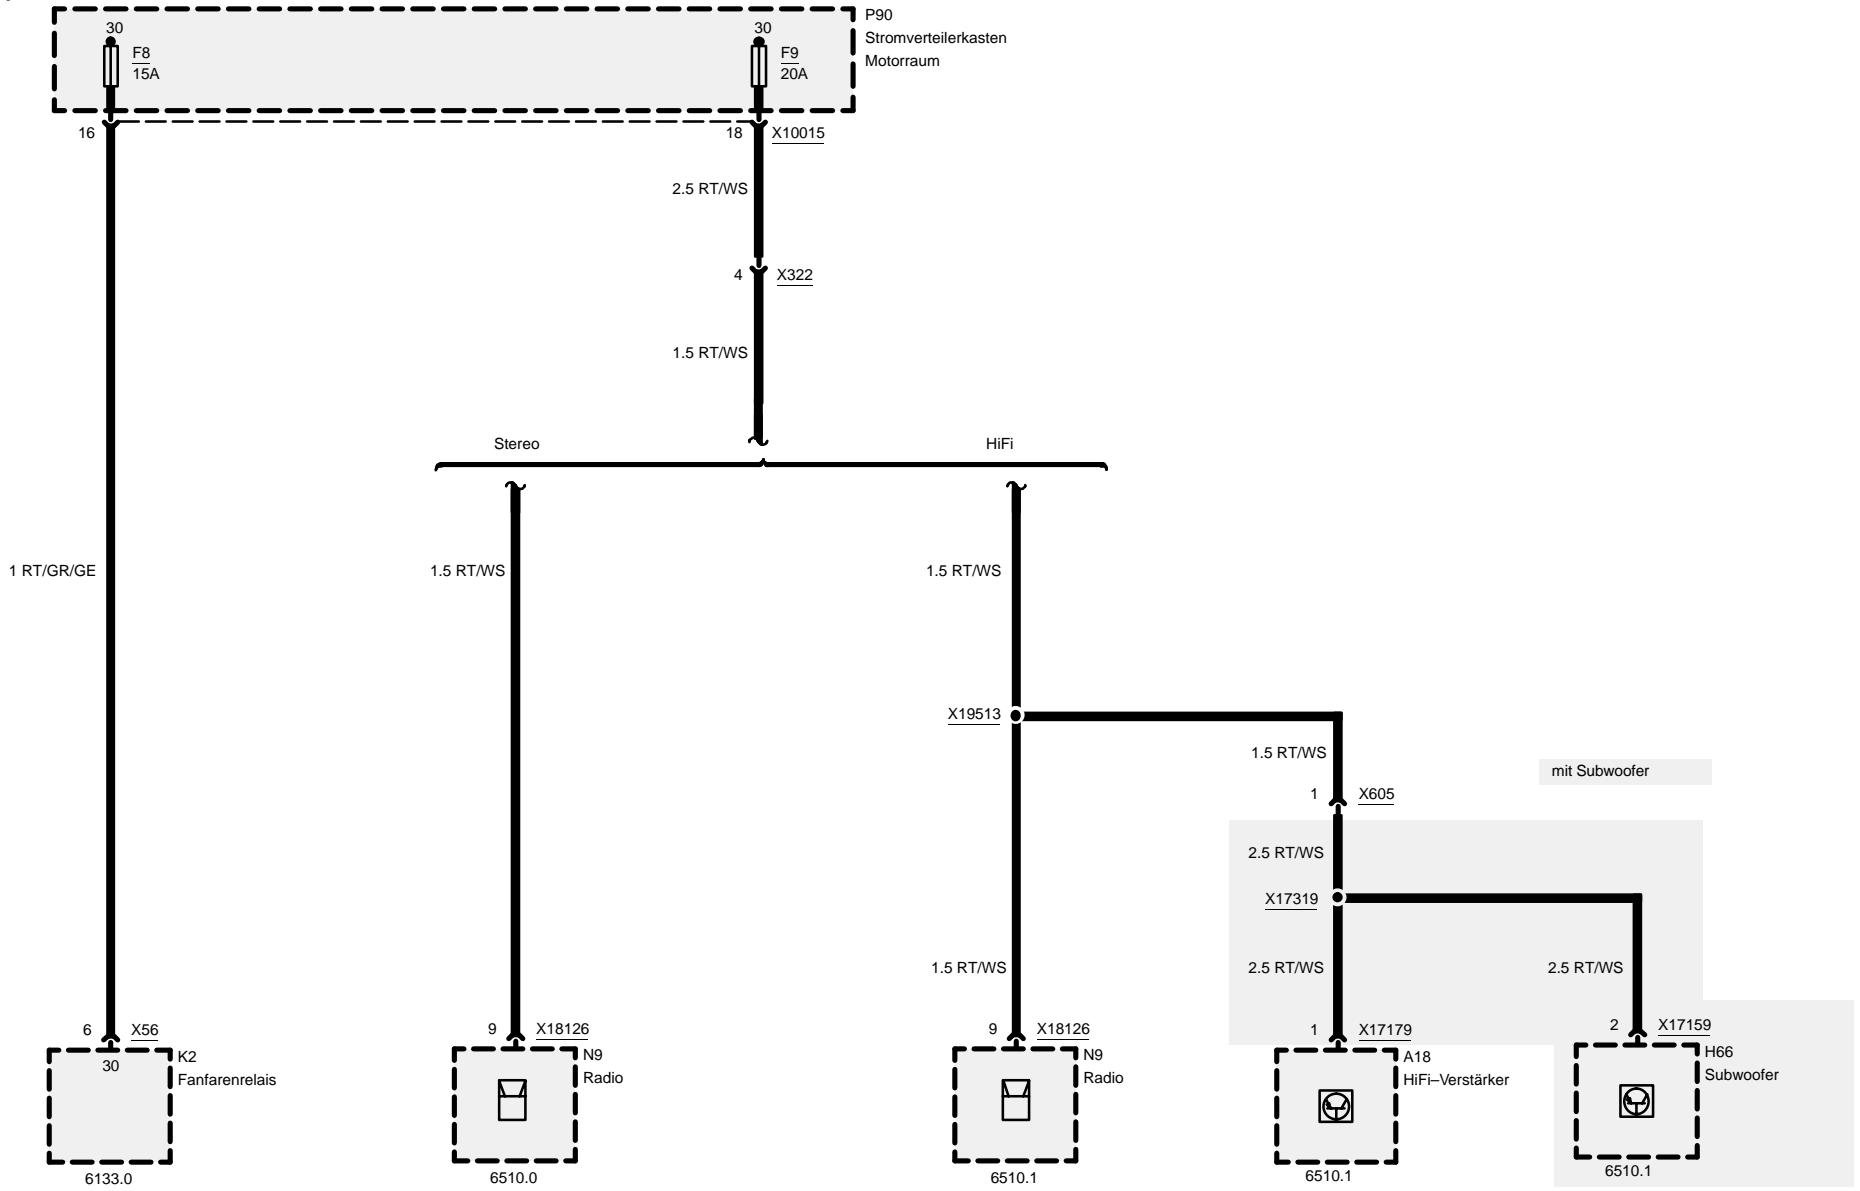 P90
Stromverteilerkasten
Motorraum
30
F8
15A
30
F9
20A
16
18
X10015
2.5 RT/WS
4
X322
1.5 RT/WS
Stereo
HiFi
1 RT/GR/GE
1.5 RT/WS
1.5 RT/WS
X19513
1.5 RT/WS
mit Subwoofer
1
X605
2.5 RT/WS
X17319
1.5 RT/WS
2.5 RT/WS
2.5 RT/WS
6
X56
9
X18126
9
X18126
1
X17179
2
X17159
30
K2
Fanfarenrelais
N9
Radio
N9
Radio
A18
HiFi–Verstärker
H66
Subwoofer
6133.0
6510.0
6510.1
6510.1
6510.1